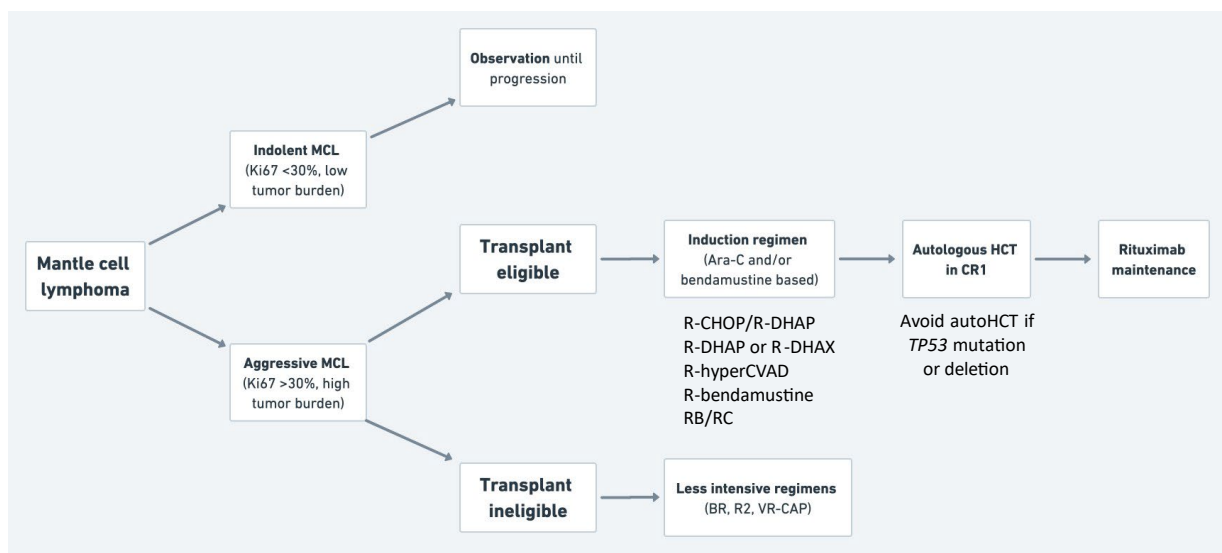 Observation until
progression
Indolent MCL
(Ki67 <30%, low
tumor burden)
Mantle cell
lymphoma
Transplant
eligible
Induction regimen
(Ara-C and/or
bendamustine based)
Autologous HCT
in CR1
Rituximab
maintenance
R-CHOP/R-DHAP
R-DHAP or R-DHAX
R-hyperCVAD
R-bendamustine
RB/RC
Avoid autoHCT if
TP53 mutation
or deletion
Aggressive MCL
(Ki67 >30%, high
tumor burden)
Transplant
ineligible
Less intensive regimens
(BR, R2, VR-CAP)